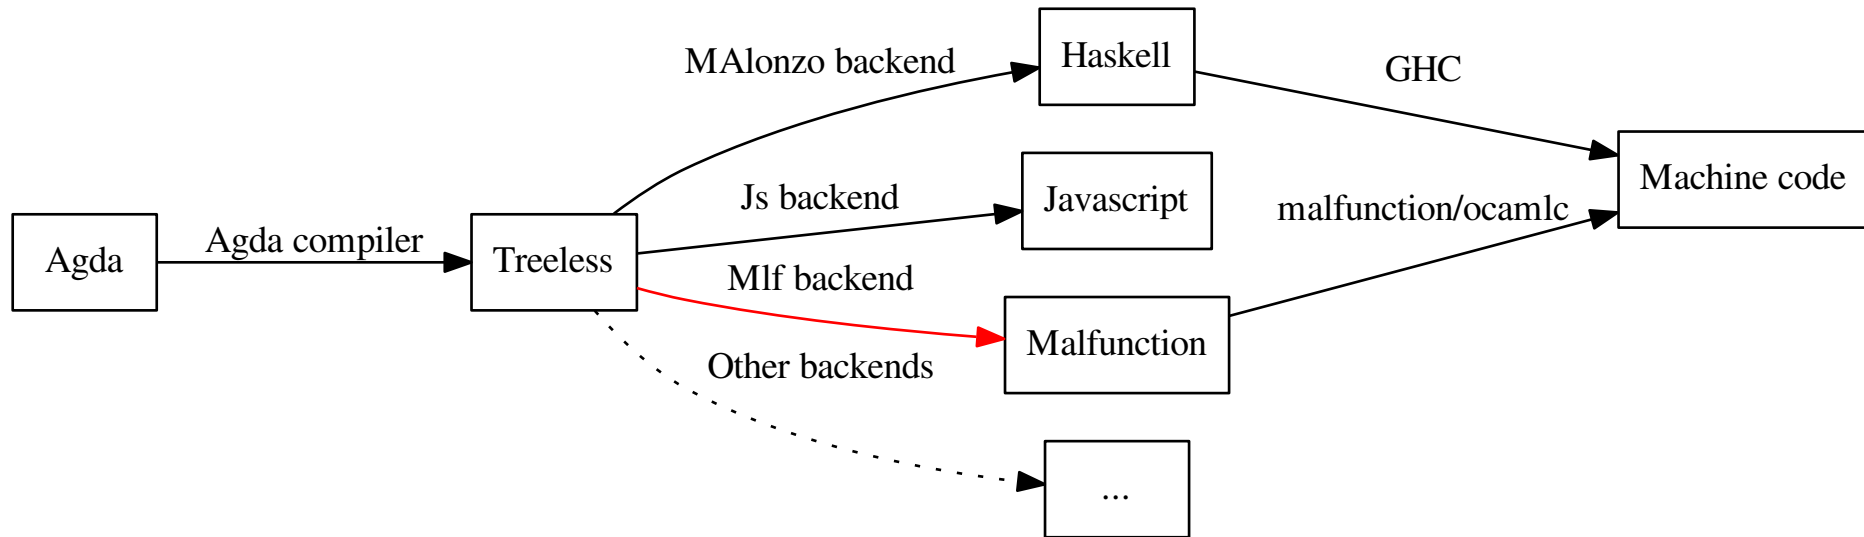 Agda
Agda compiler
Treeless
MAlonzo backend
Haskell
GHC
Js backend
Javascript
Mlf backend
Malfunction
malfunction/ocamlc
Machine code
Other backends
...